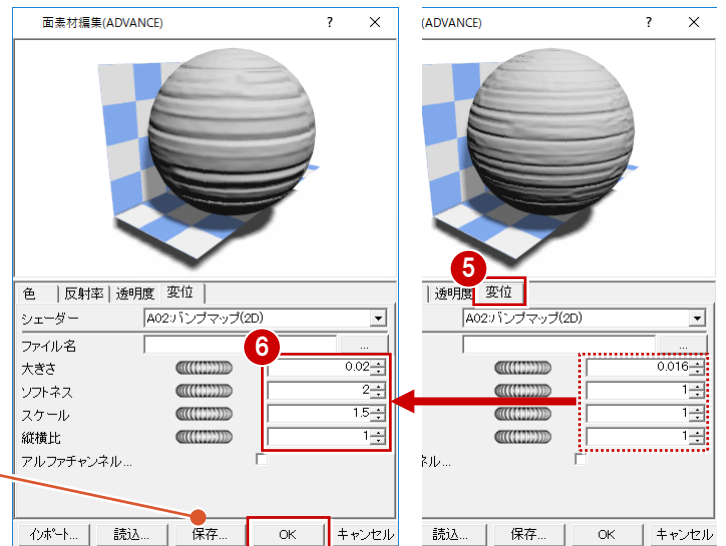 面素材編集(ADVANCE) ? ×
色 反射率 透明度 変位
シェーダー A02:バンプマップ(2D)
ファイル名 ...
6
大きさ 0.02
ソフトネス 2
スケール 1.5
縦横比 1
アルファチャンネル...
インポート... 読込... 保存... OK キャンセル
(ADVANCE) ? ×
5
透明度 変位
A02:バンプマップ(2D)
...
0.016
1
1
1
ネル...
読込... 保存... OK キャンセル